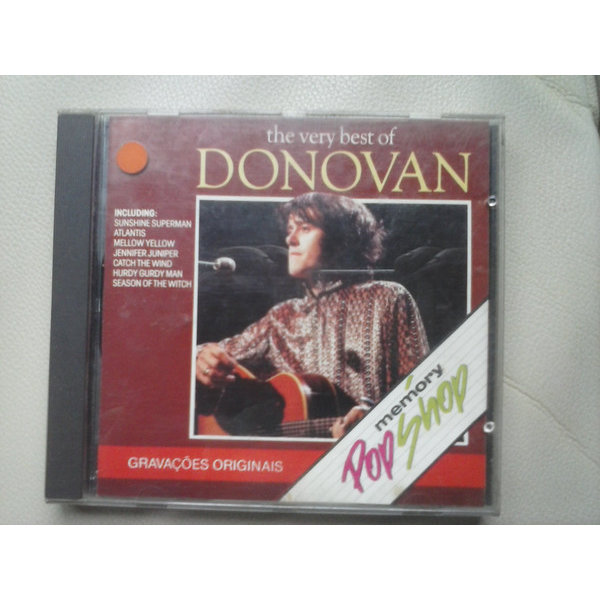 the very best of
DONOVAN
INCLUDING:
SUNSHINE SUPERMAN
ATLANTIS
MELLOW YELLOW
JENNIFER JUNIPER
CATCH THE WIND
HURDY GURDY MAN
SEASON OF THE WITCH
memory
Pop Shop
GRAVAÇÕES ORIGINAIS